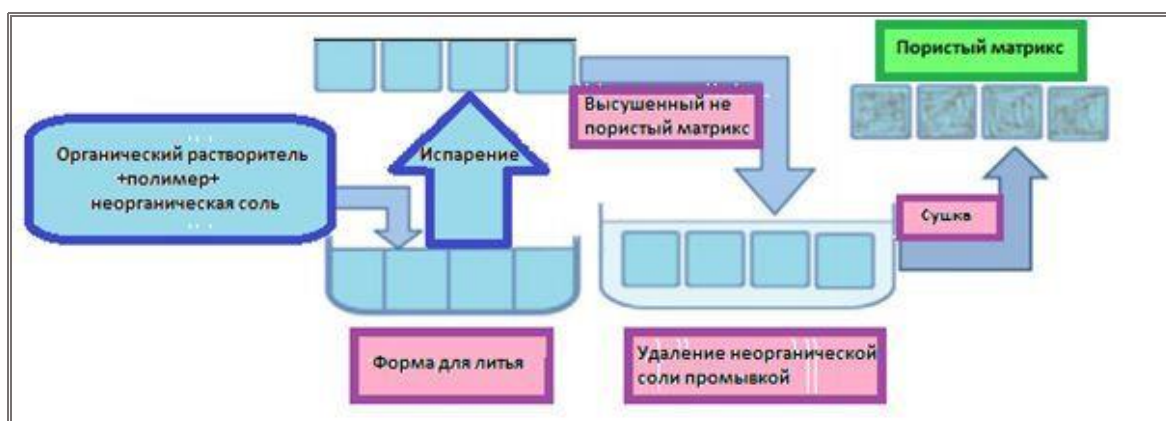 Органический растворитель
+полимер+
неорганическая соль
Испарение
Форма для литья
Высушенный не
пористый матрикс
Удаление неорганической
соли промывкой
Сушка
Пористый матрикс